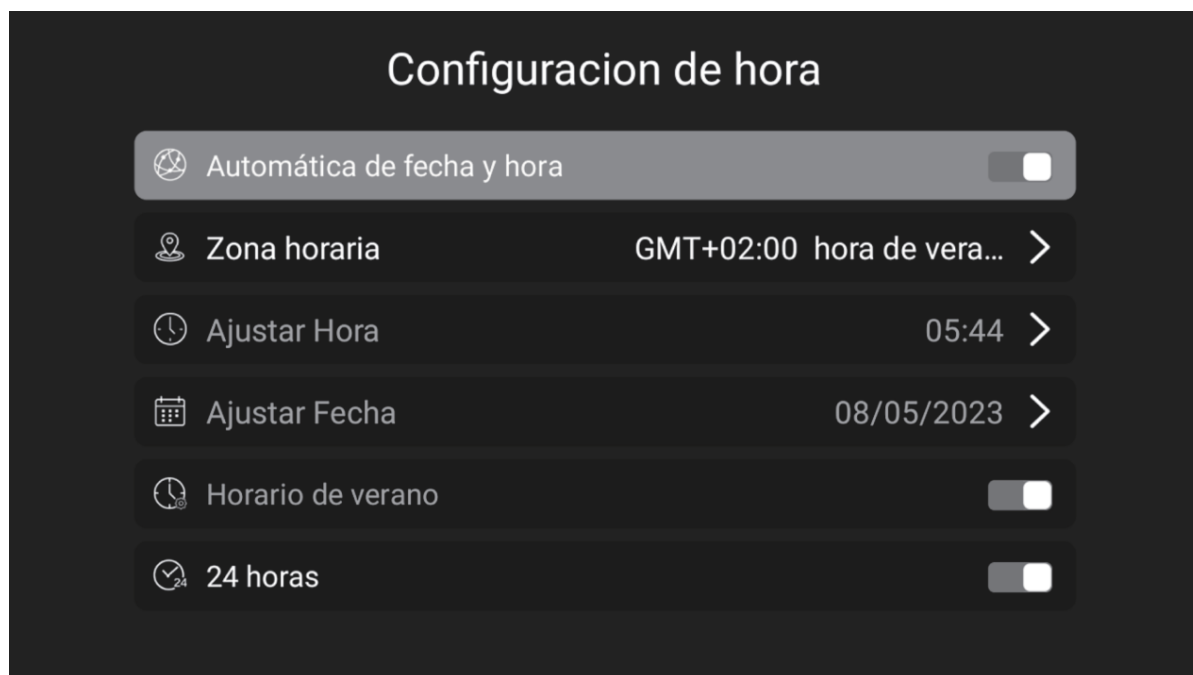 Configuracion de hora
Automática de fecha y hora
Zona horaria GMT+02:00 hora de vera...
Ajustar Hora 05:44
Ajustar Fecha 08/05/2023
Horario de verano
24 horas
24